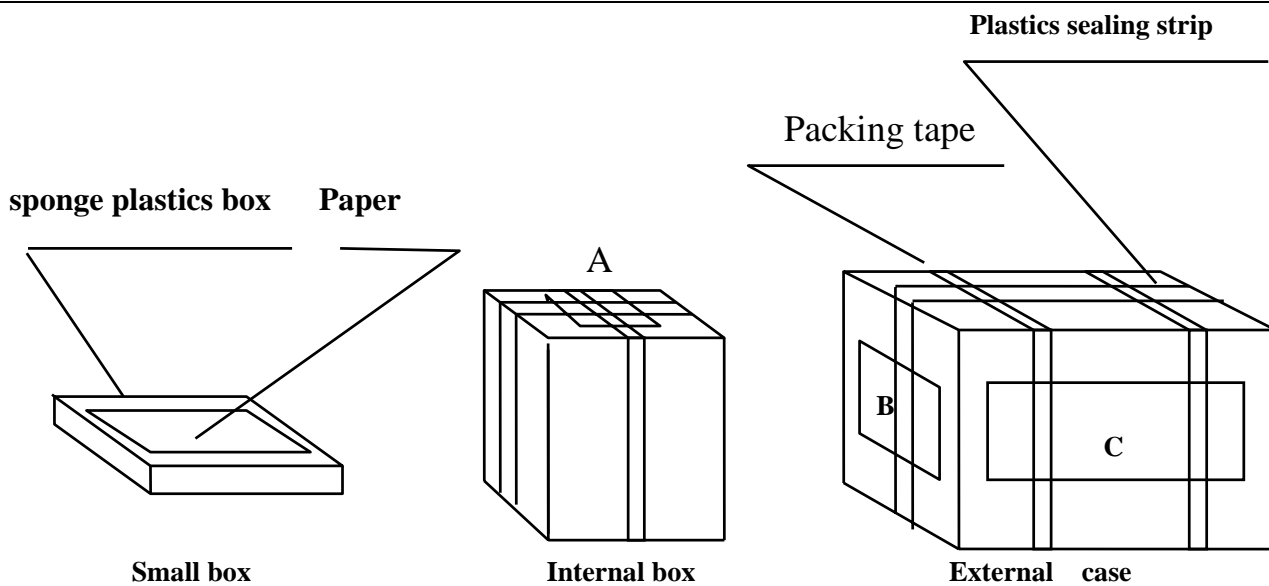 Plastics sealing strip
Packing tape
sponge plastics box Paper
A
B
C
Small box Internal box External case